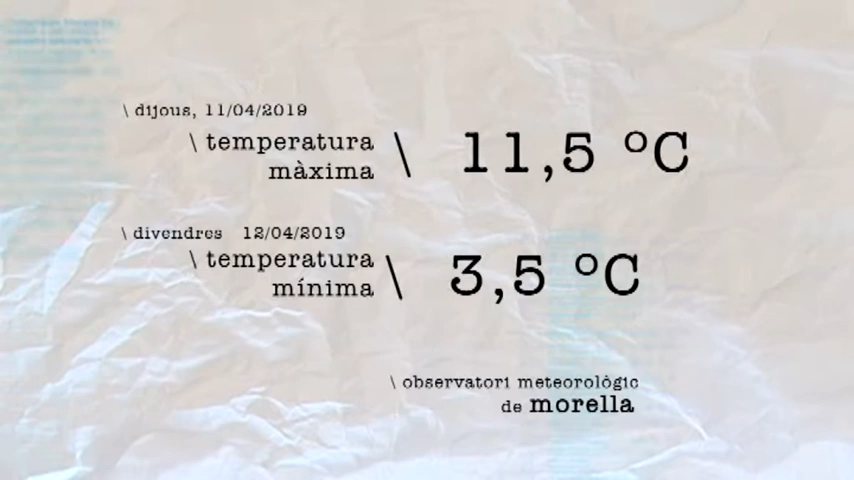 \ dijous, 11/04/2019
\ temperatura
màxima
\ 11,5 ºC
\ divendres 12/04/2019
\ temperatura
mínima
\ 3,5 ºC
\ observatori meteorològic
de morella